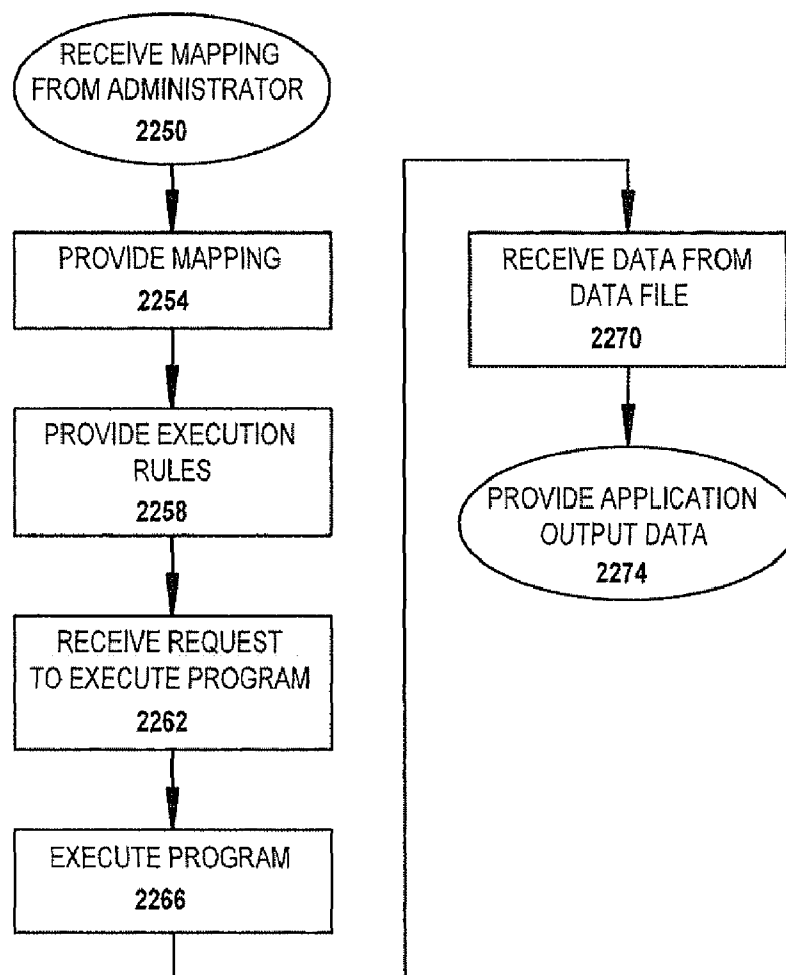 RECEIVE MAPPING
FROM ADMINISTRATOR
2250
PROVIDE MAPPING
2254
PROVIDE EXECUTION
RULES
2258
RECEIVE REQUEST
TO EXECUTE PROGRAM
2262
EXECUTE PROGRAM
2266
RECEIVE DATA FROM
DATA FILE
2270
PROVIDE APPLICATION
OUTPUT DATA
2274